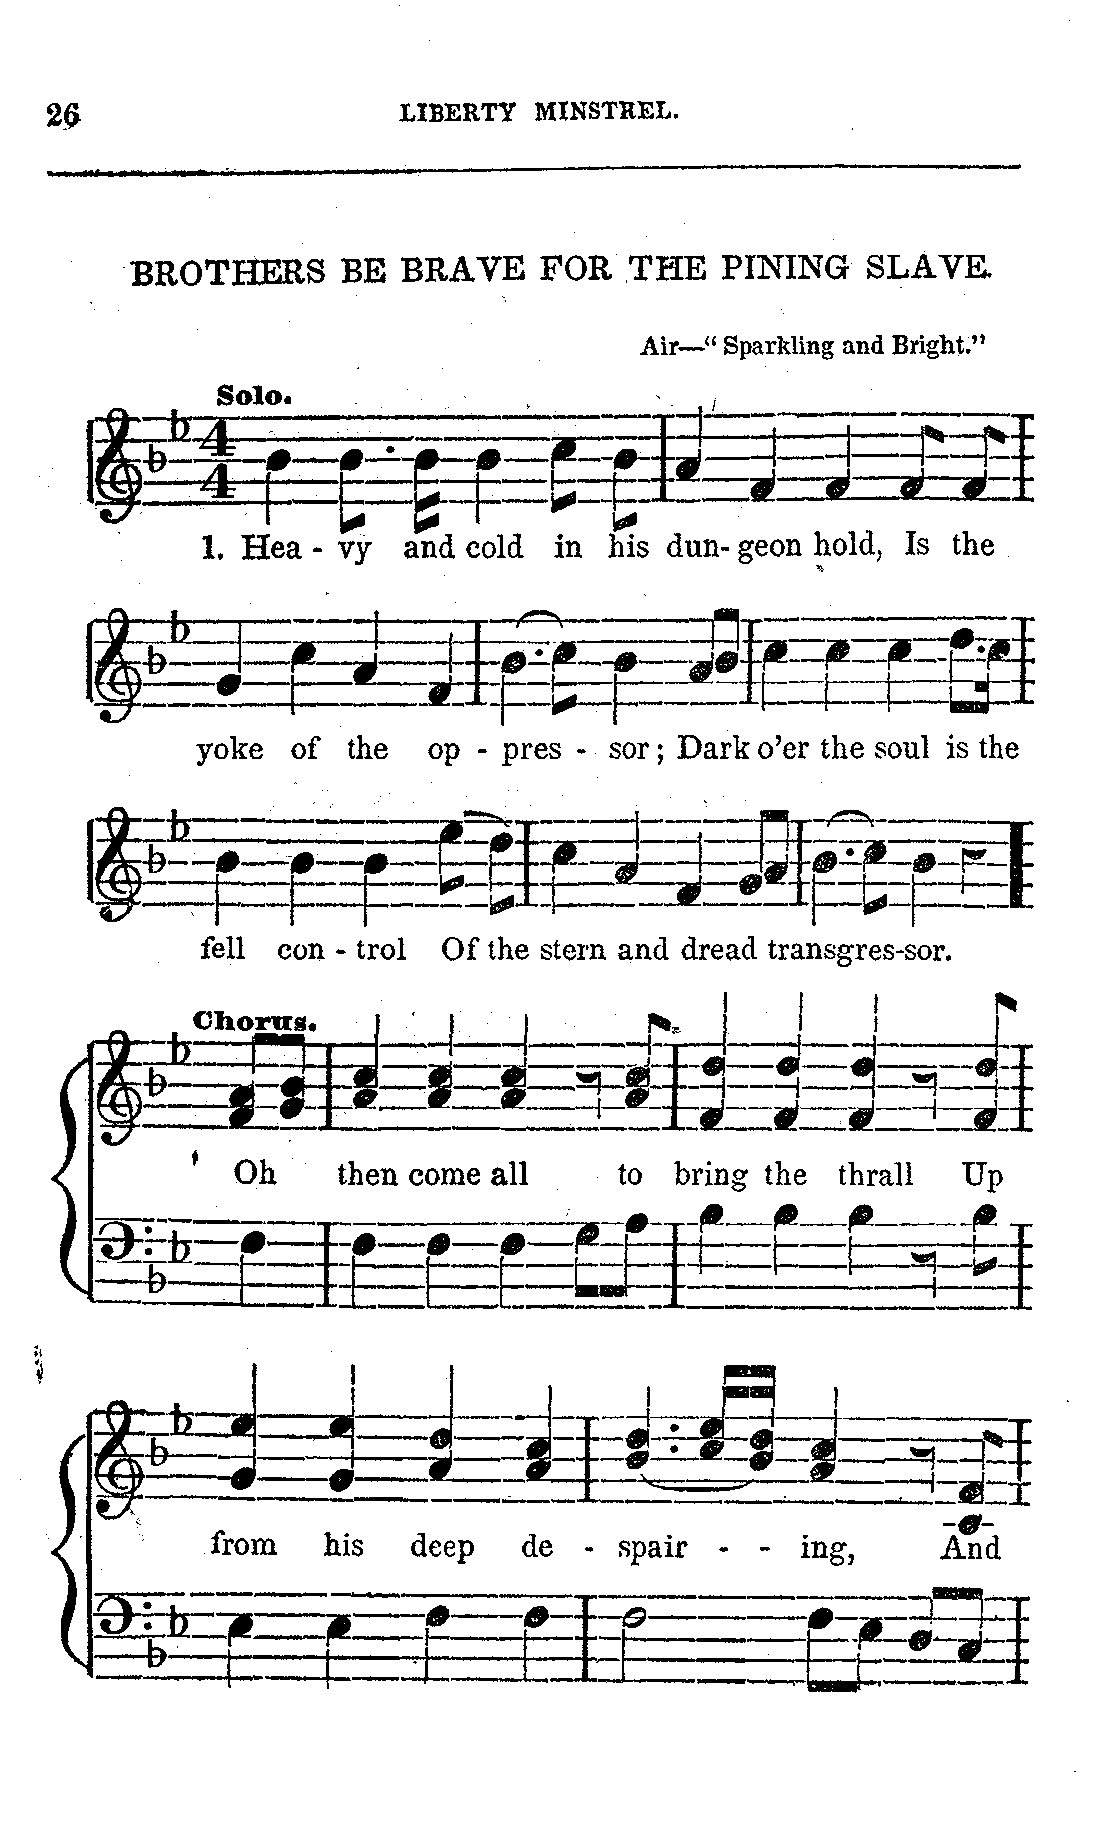 26 LIBERTY MINSTREL.
BROTHERS BE BRAVE FOR THE PINING SLAVE.
Air—“Sparkling and Bright.”
Solo.
4
4
1. Hea - vy and cold in his dun- geon hold, Is the
yoke of the op - pres - sor; Dark o’er the soul is the
fell con - trol Of the stern and dread transgres-sor.
Chorus.
Oh then come all to bring the thrall Up
from his deep de - spair - - ing, And